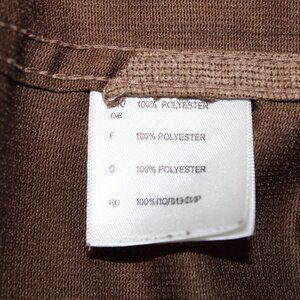 100% POLYESTER
GB
F 100% POLYESTER
D 100% POLYESTER
RU 100% ПОЛИЭФИР